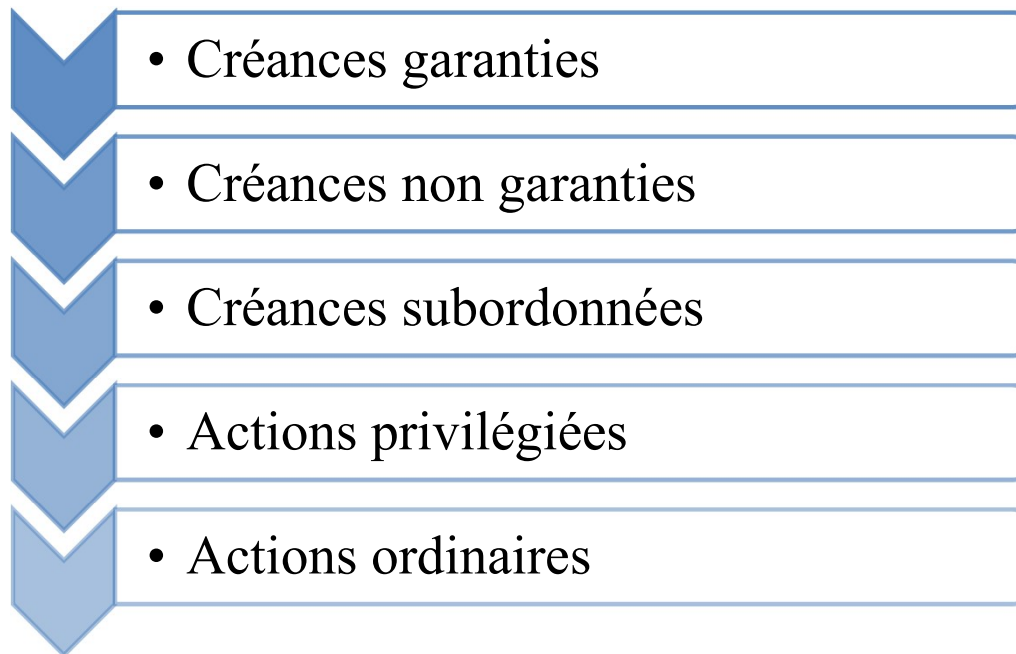 • Créances garanties
• Créances non garanties
• Créances subordonnées
• Actions privilégiées
• Actions ordinaires